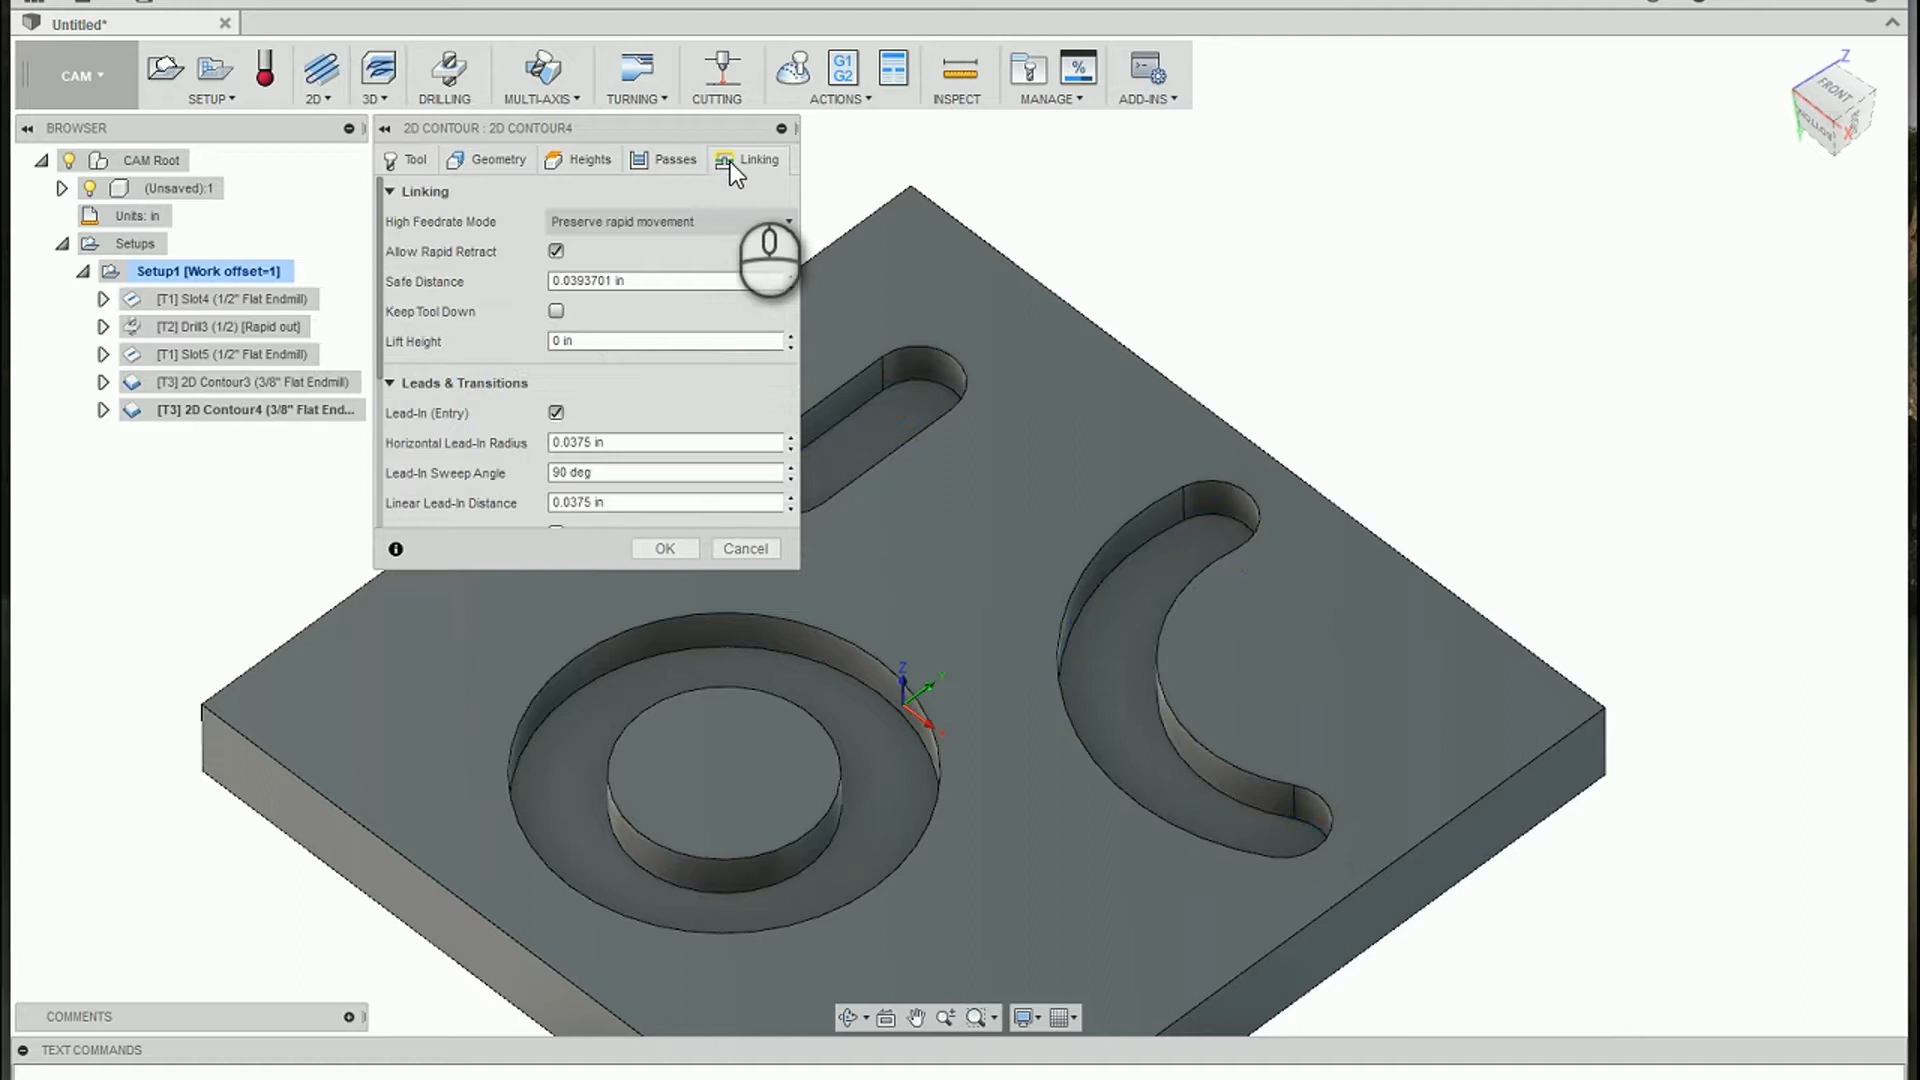 Untitled*
CAM
SETUP
2D
3D
DRILLING
MULTI-AXIS
TURNING
CUTTING
G1
G2
ACTIONS
INSPECT
%
MANAGE
ADD-INS
BROWSER
CAM Root
(Unsaved):1
Units: in
Setups
Setup1 [Work offset=1]
[T1] Slot4 (1/2" Flat Endmill)
[T2] Drill3 (1/2) [Rapid out]
[T1] Slot5 (1/2" Flat Endmill)
[T3] 2D Contour3 (3/8" Flat Endmill)
[T3] 2D Contour4 (3/8" Flat End...
2D CONTOUR : 2D CONTOUR4
Tool Geometry Heights Passes Linking
Linking
High Feedrate Mode Preserve rapid movement
Allow Rapid Retract
Safe Distance 0.0393701 in
Keep Tool Down
Lift Height 0 in
Leads & Transitions
Lead-In (Entry)
Horizontal Lead-In Radius 0.0375 in
Lead-In Sweep Angle 90 deg
Linear Lead-In Distance 0.0375 in
OK Cancel
Z
FRONT
BOTTOM
X
Z
Y
X
COMMENTS
TEXT COMMANDS